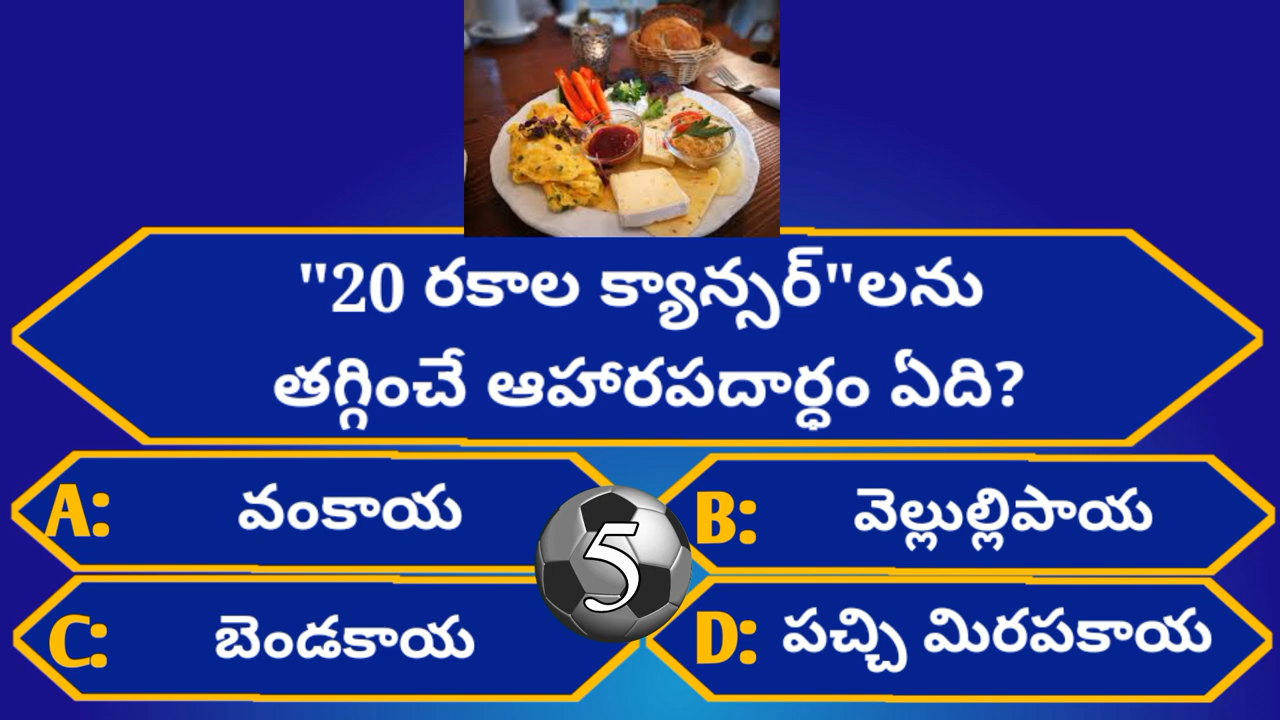 "20 రకాల క్యాన్సర్"లను
తగ్గించే ఆహారపదార్ధం ఏది?
A: వంకాయ
B: వెల్లుల్లిపాయ
5
C: బెండకాయ
D: పచ్చి మిరపకాయ